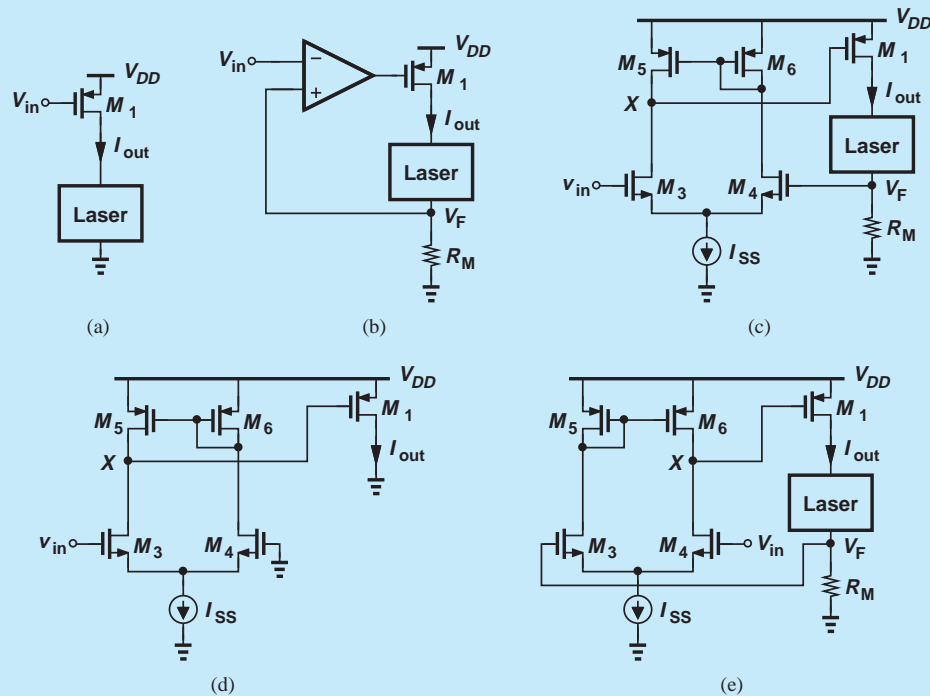 V_in
V_DD
M_1
I_out
Laser
(a)
V_in
−
+
V_DD
M_1
I_out
Laser
V_F
R_M
(b)
V_DD
M_5
M_6
M_1
X
I_out
Laser
v_in
M_3
M_4
V_F
R_M
I_SS
(c)
V_DD
M_5
M_6
M_1
X
I_out
v_in
M_3
M_4
I_SS
(d)
V_DD
M_5
M_6
M_1
X
I_out
Laser
M_3
M_4
V_in
V_F
R_M
I_SS
(e)